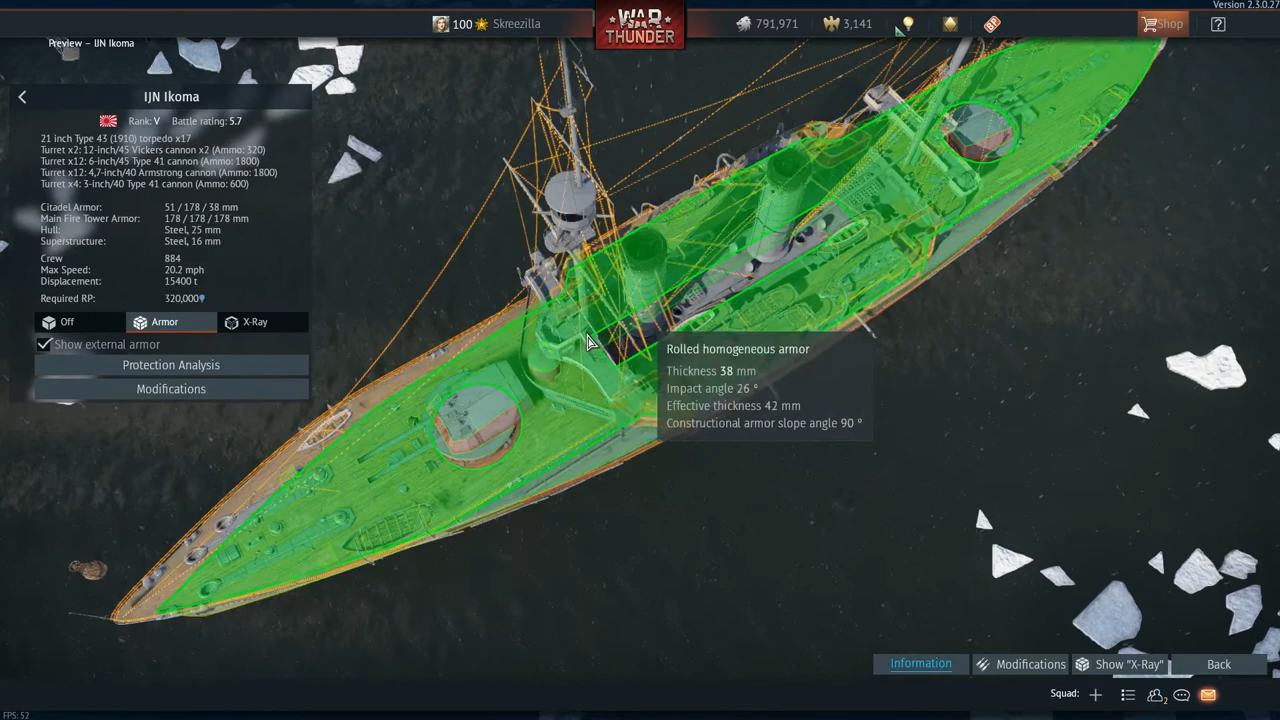 Version 2.3.0.27
100 Skreezilla
WAR
THUNDER
791,971
3,141
BP
Shop
?
Preview – IJN Ikoma
IJN Ikoma
Rank: V Battle rating: 5.7
21 inch Type 43 (1910) torpedo x17
Turret x2: 12-inch/45 Vickers cannon x2 (Ammo: 320)
Turret x12: 6-inch/45 Type 41 cannon (Ammo: 1800)
Turret x12: 4,7-inch/40 Armstrong cannon (Ammo: 1800)
Turret x4: 3-inch/40 Type 41 cannon (Ammo: 600)
Citadel Armor: 51 / 178 / 38 mm
Main Fire Tower Armor: 178 / 178 / 178 mm
Hull: Steel, 25 mm
Superstructure: Steel, 16 mm
Crew 884
Max Speed: 20.2 mph
Displacement: 15400 t
Required RP: 320,000
Off Armor X-Ray
Show external armor
Protection Analysis
Modifications
Rolled homogeneous armor
Thickness 38 mm
Impact angle 26 °
Effective thickness 42 mm
Constructional armor slope angle 90 °
Information Modifications Show "X-Ray" Back
Squad: 2
FPS: 52